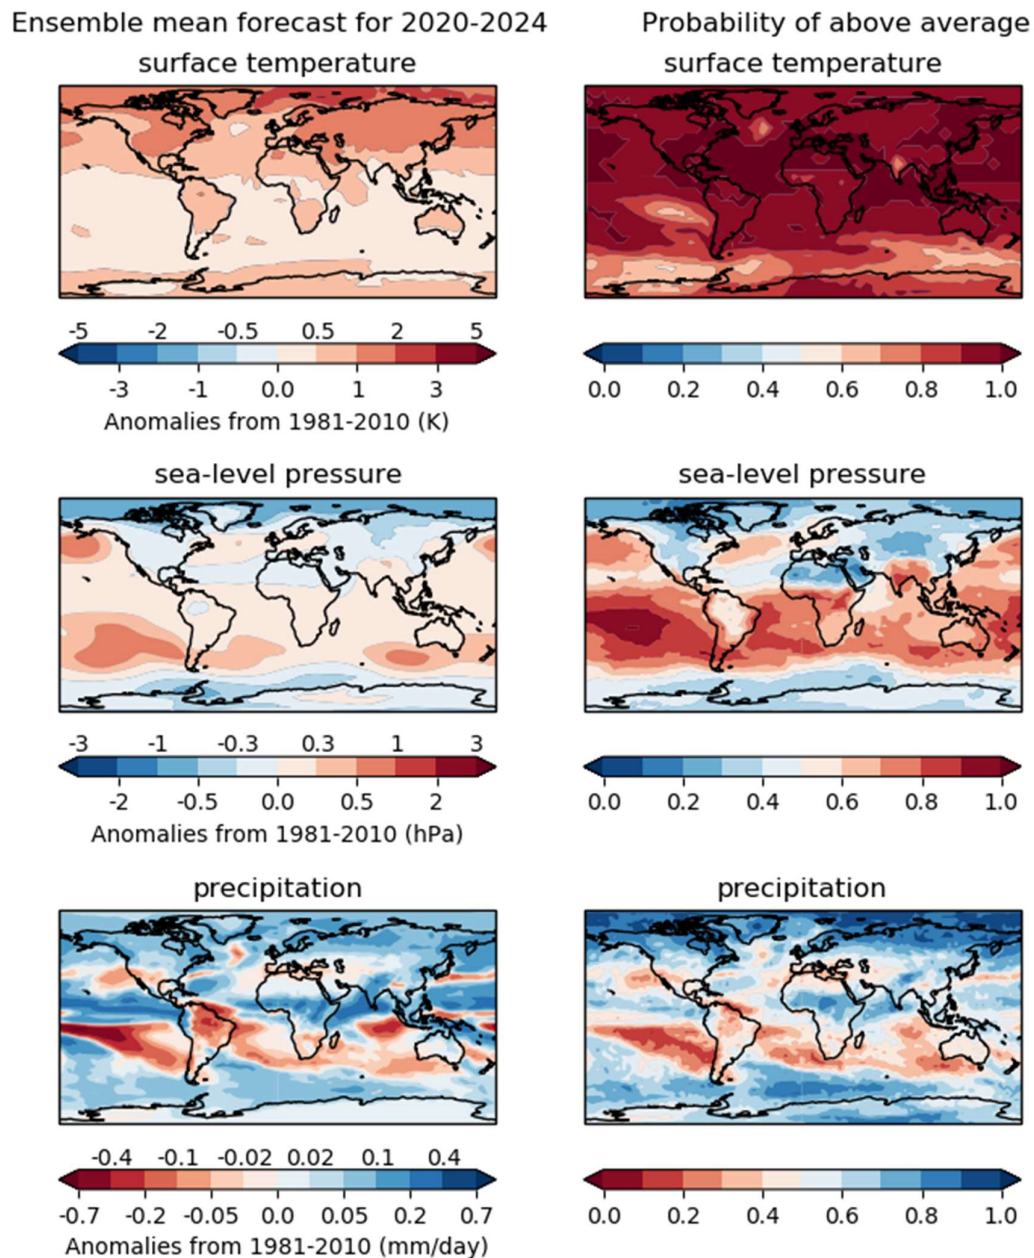 Ensemble mean forecast for 2020-2024
Probability of above average
surface temperature
surface temperature
-5 -2 -0.5 0.5 2 5
-3 -1 0.0 1 3
Anomalies from 1981-2010 (K)
0.0 0.2 0.4 0.6 0.8 1.0
sea-level pressure
sea-level pressure
-3 -1 -0.3 0.3 1 3
-2 -0.5 0.0 0.5 2
Anomalies from 1981-2010 (hPa)
0.0 0.2 0.4 0.6 0.8 1.0
precipitation
precipitation
-0.4 -0.1 -0.02 0.02 0.1 0.4
-0.7 -0.2 -0.05 0.0 0.05 0.2 0.7
Anomalies from 1981-2010 (mm/day)
0.0 0.2 0.4 0.6 0.8 1.0